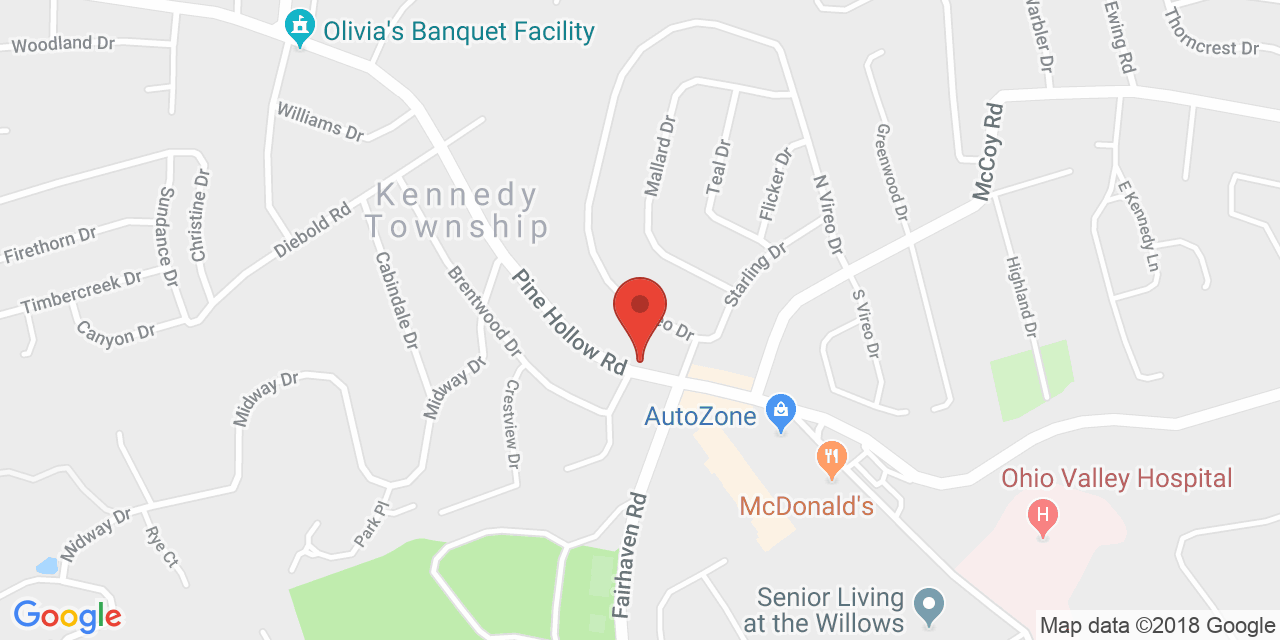 Woodland Dr
Olivia's Banquet Facility
Warbler Dr
Ewing Rd
Thorncrest Dr
Williams Dr
Mallard Dr
Teal Dr
Flicker Dr
N Vireo Dr
Greenwood Dr
McCoy Rd
E Kennedy Ln
Kennedy
Township
Sundance Dr
Christine Dr
Diebold Rd
Firethorn Dr
Timbercreek Dr
Canyon Dr
Cabindale Dr
Brentwood Dr
Pine Hollow Rd
eo Dr
Starling Dr
S Vireo Dr
Highland Dr
Midway Dr
Midway Dr
Crestview Dr
AutoZone
McDonald's
Ohio Valley Hospital
H
Midway Dr
Rye Ct
Park Pl
Fairhaven Rd
Senior Living
at the Willows
Google
Map data ©2018 Google